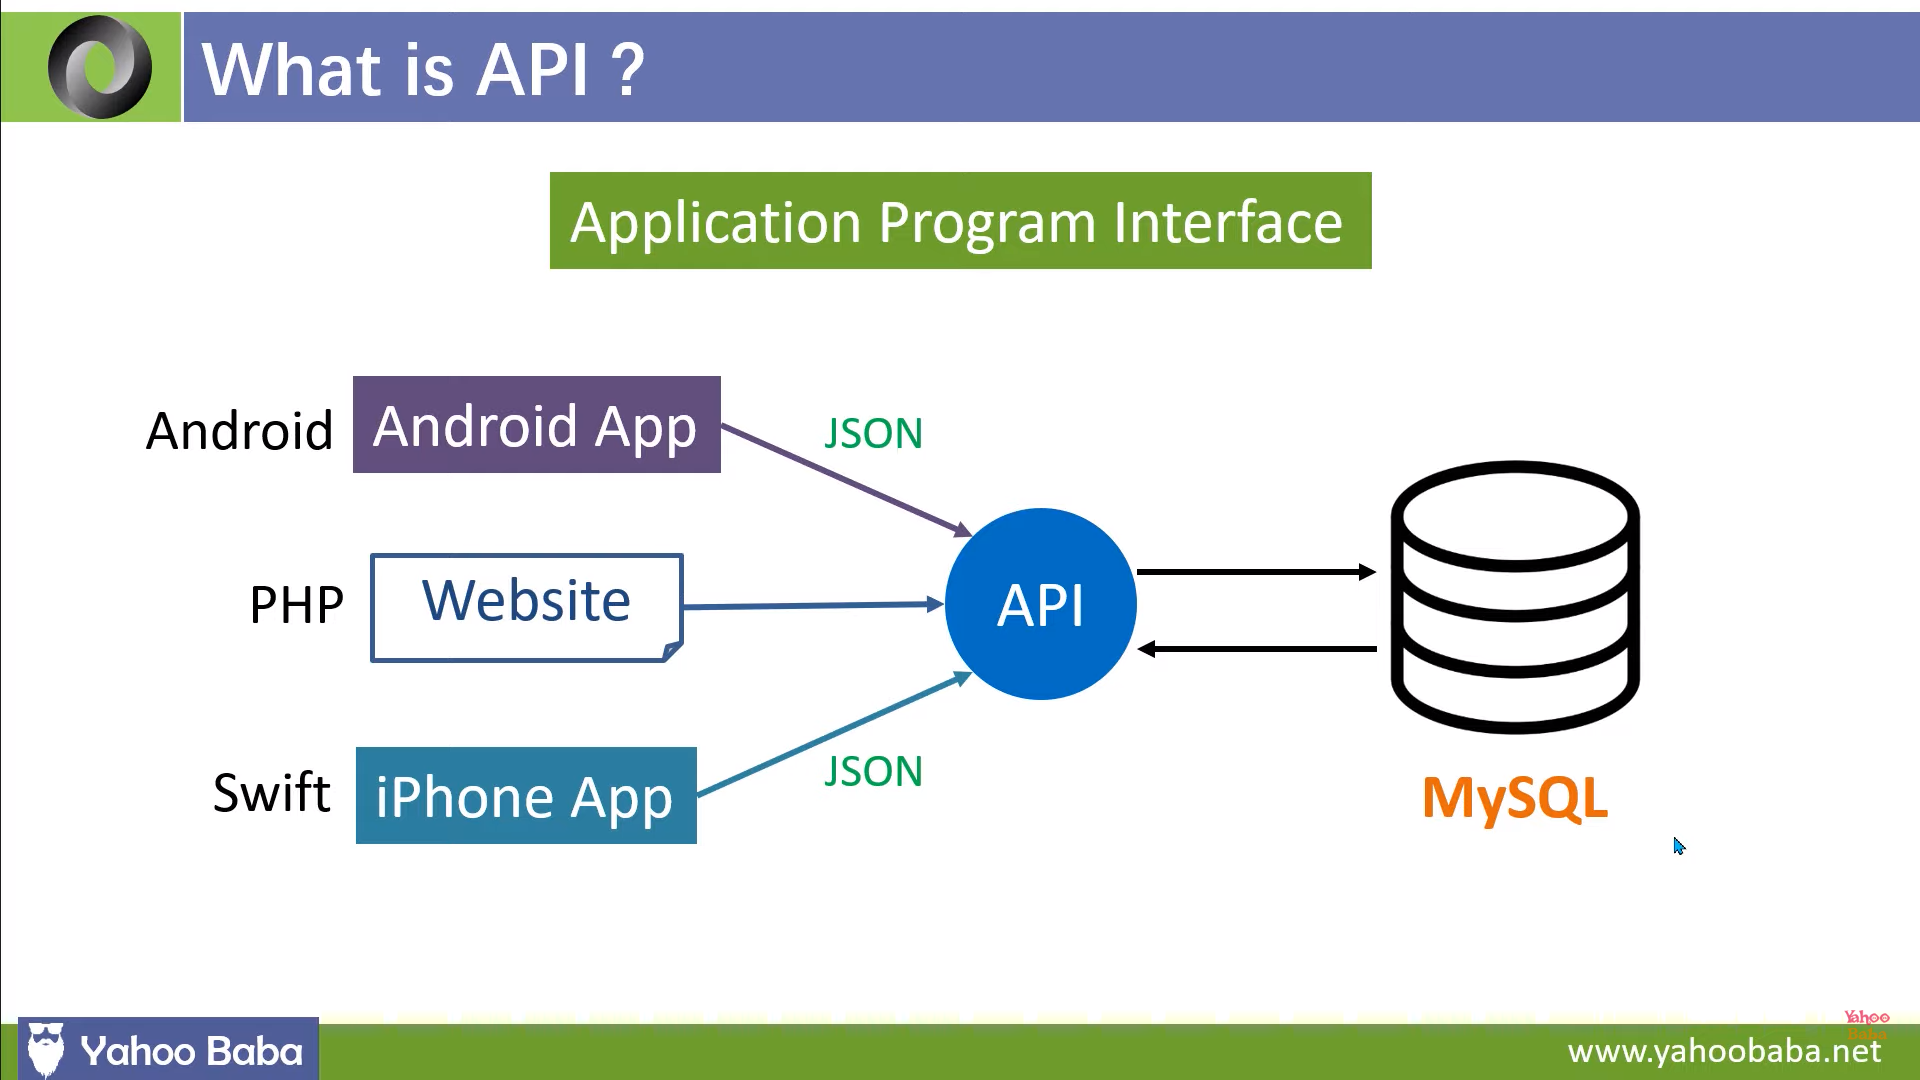 What is API ?
Application Program Interface
Android
Android App
JSON
PHP
Website
API
Swift
iPhone App
JSON
MySQL
Yahoo Baba
Yahoo
Baba
www.yahoobaba.net